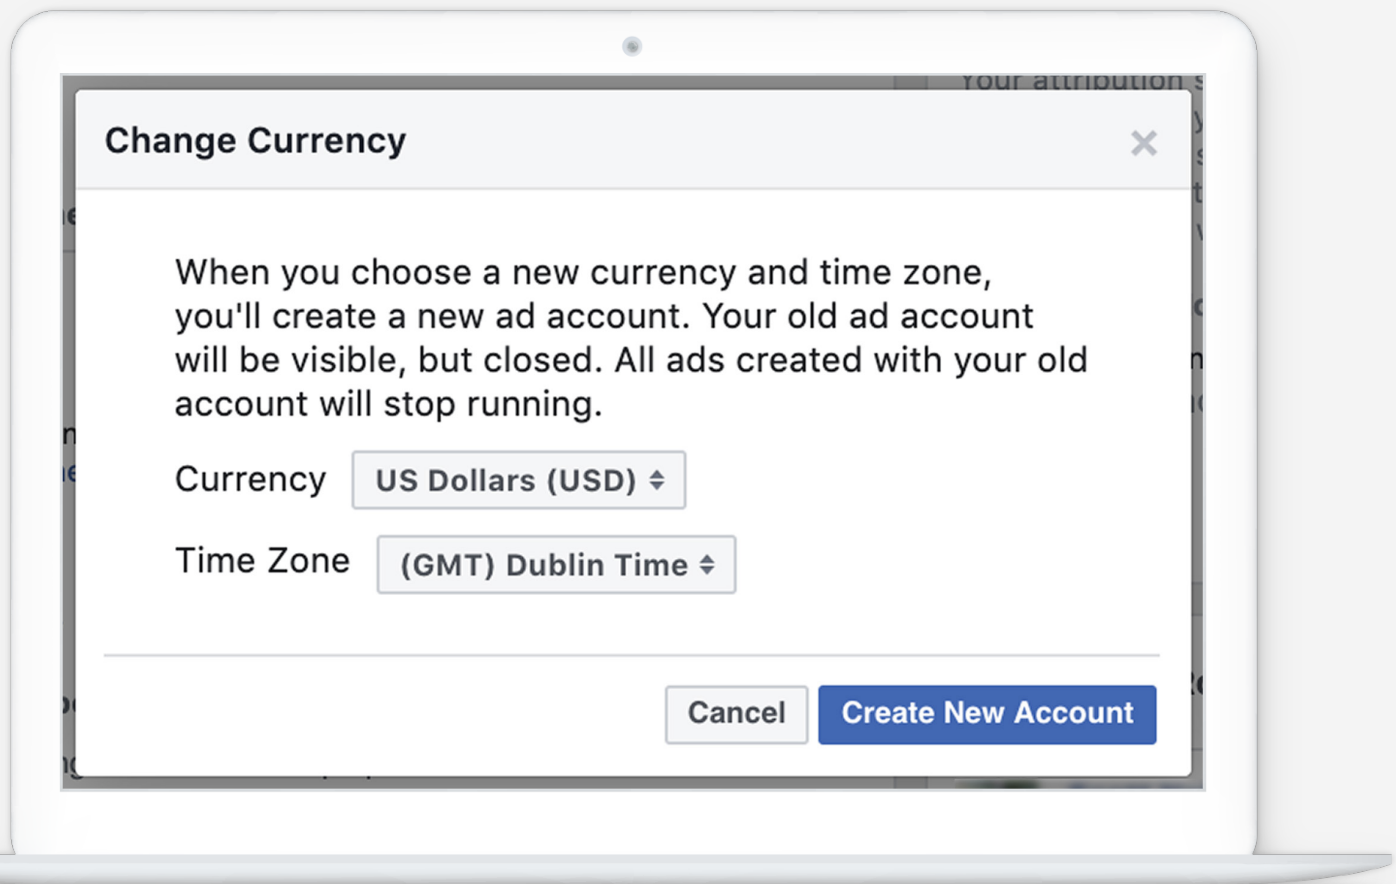 Your attribution s
Change Currency
When you choose a new currency and time zone,
you'll create a new ad account. Your old ad account
will be visible, but closed. All ads created with your old
account will stop running.
Currency
US Dollars (USD)
Time Zone
(GMT) Dublin Time
Cancel
Create New Account